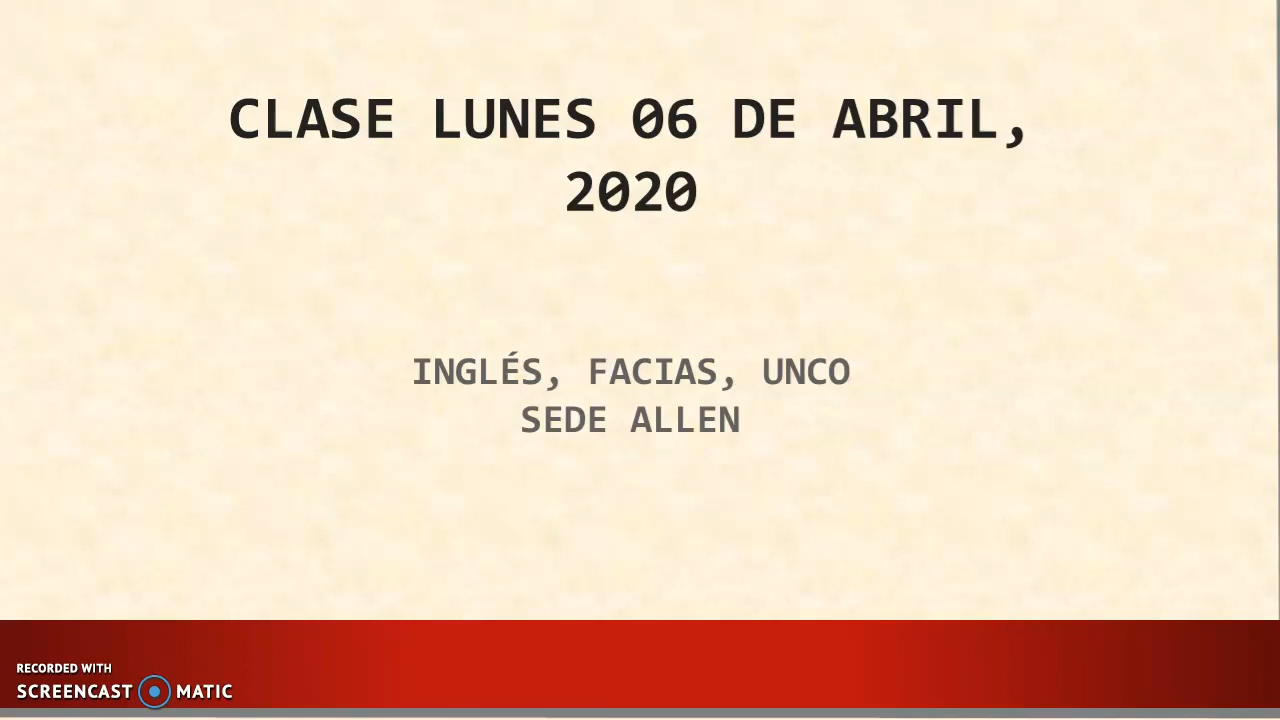 CLASE LUNES 06 DE ABRIL,
2020
INGLÉS, FACIAS, UNCO
SEDE ALLEN
RECORDED WITH
SCREENCAST MATIC